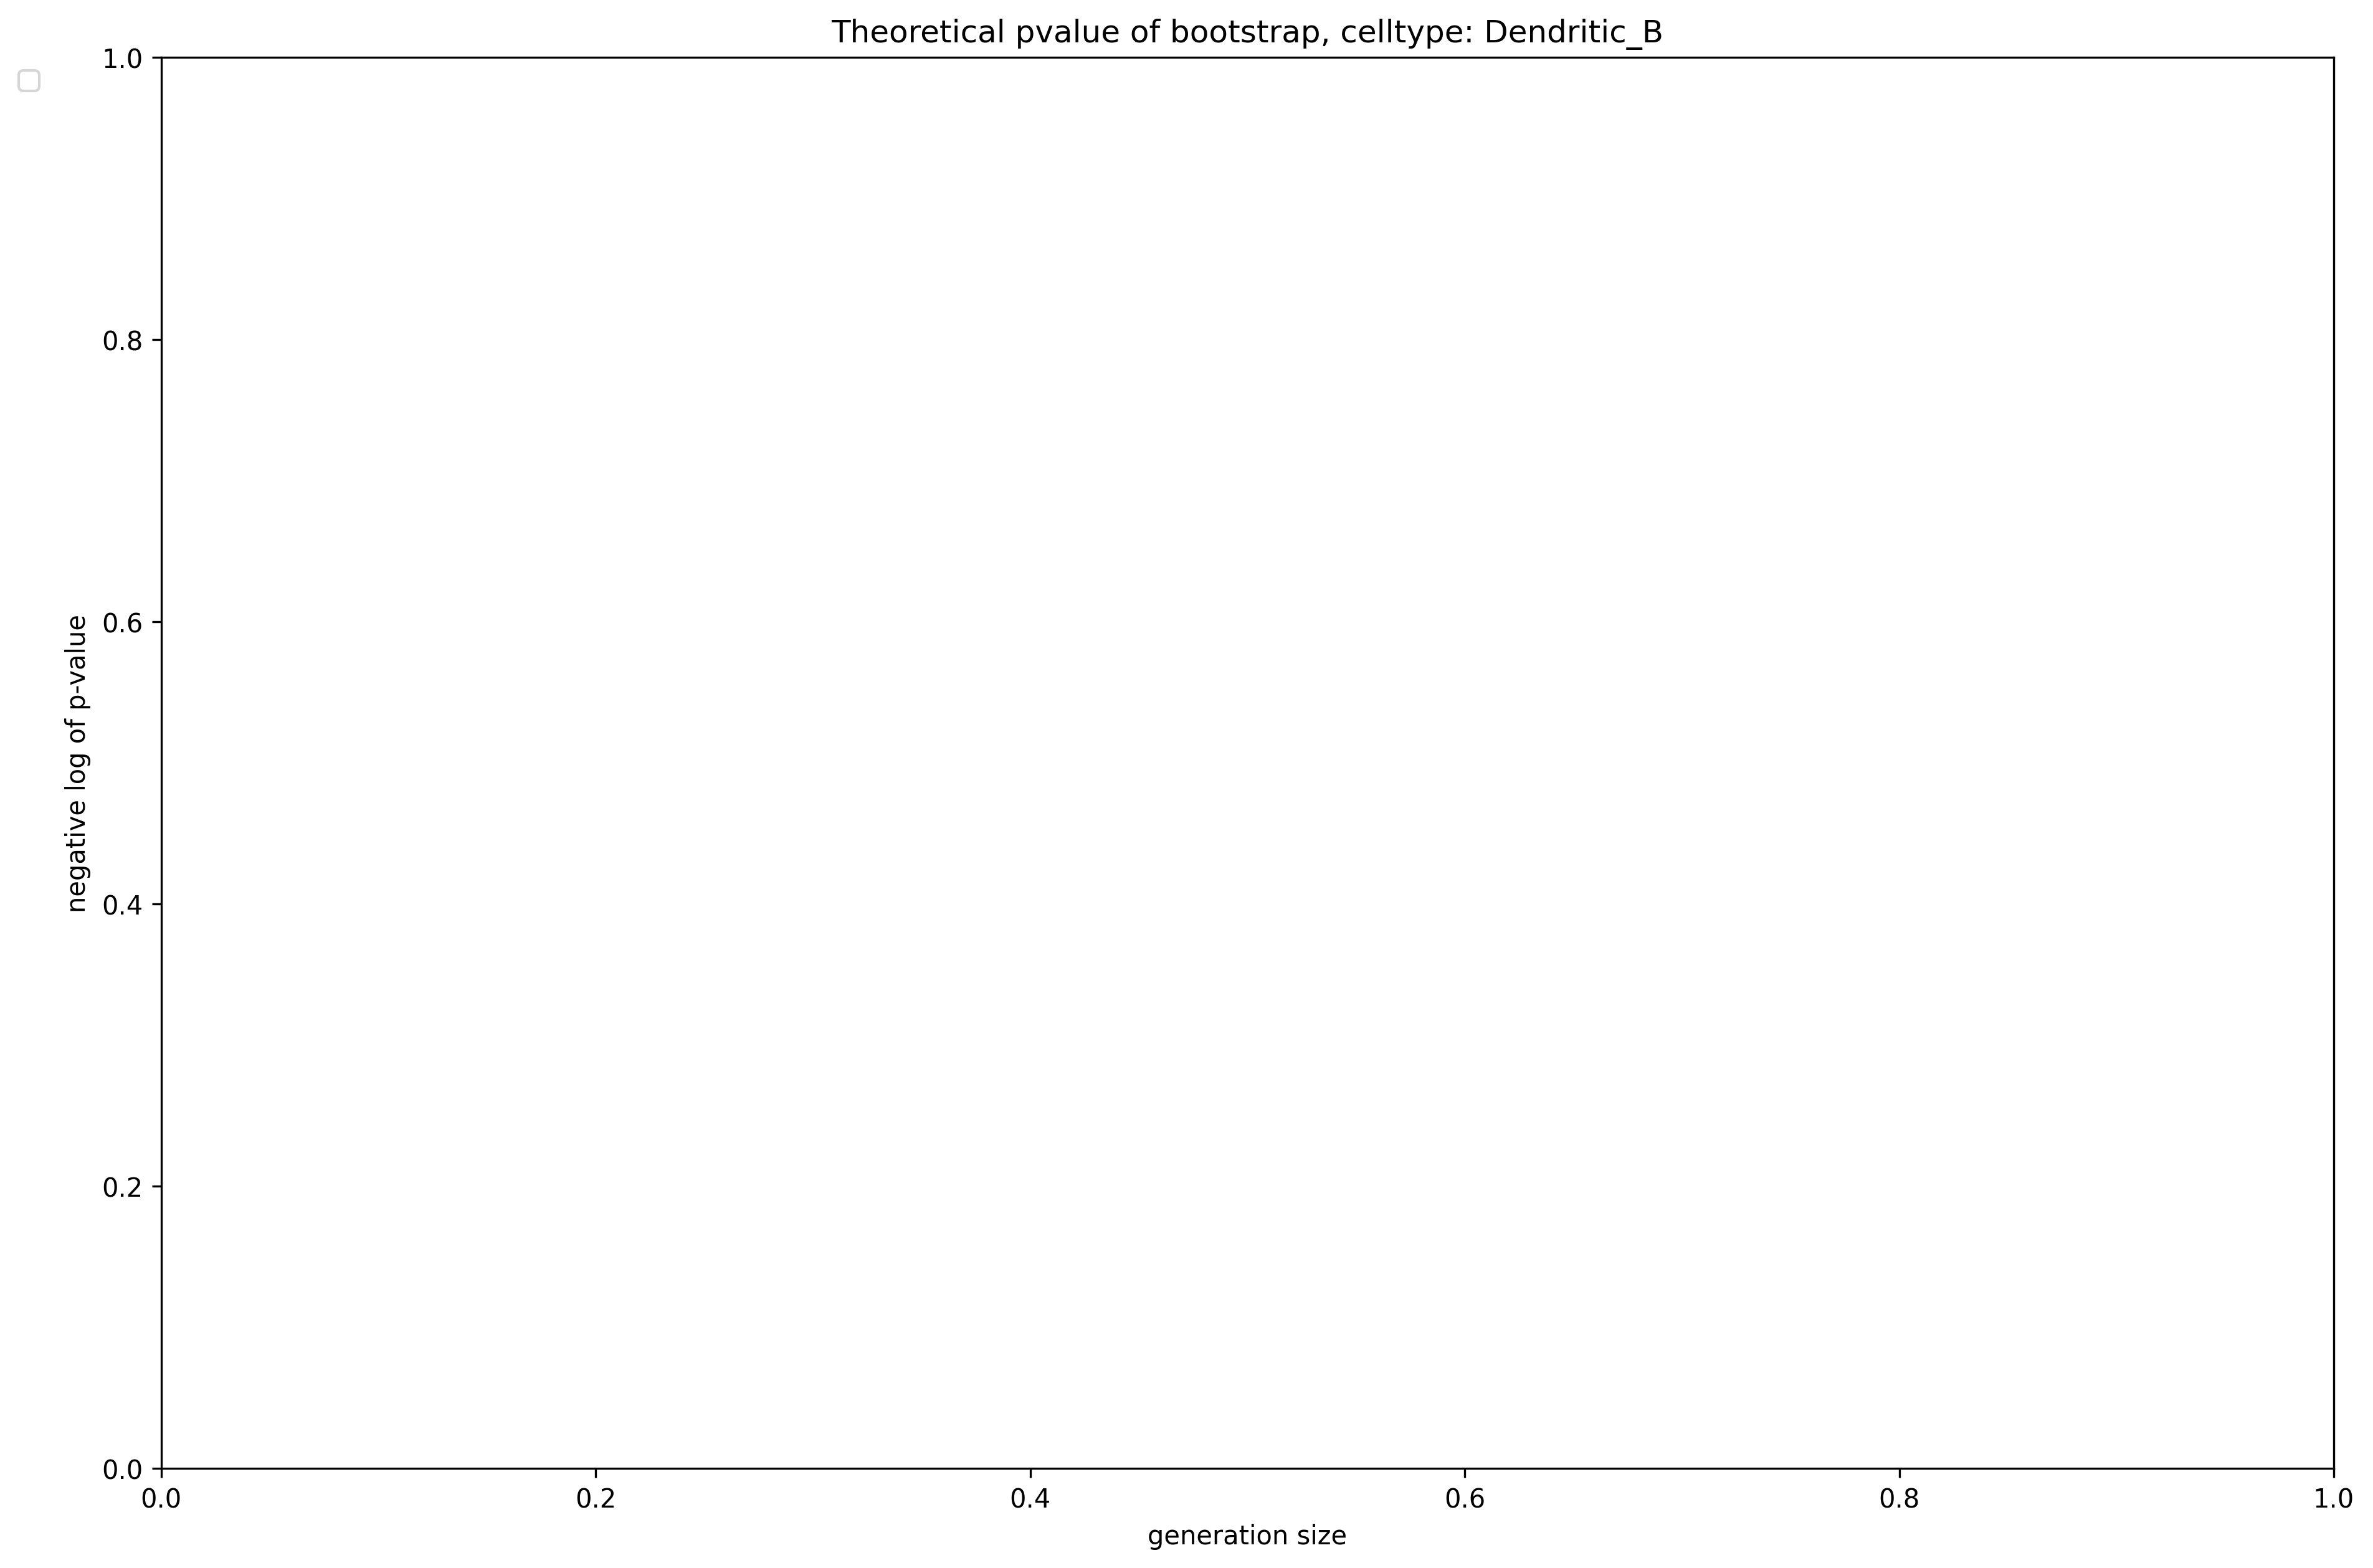 Theoretical pvalue of bootstrap, celltype: Dendritic_B
1.0
0.8
0.6
0.4
0.2
0.0
negative log of p-value
0.0 0.2 0.4 0.6 0.8 1.0
generation size